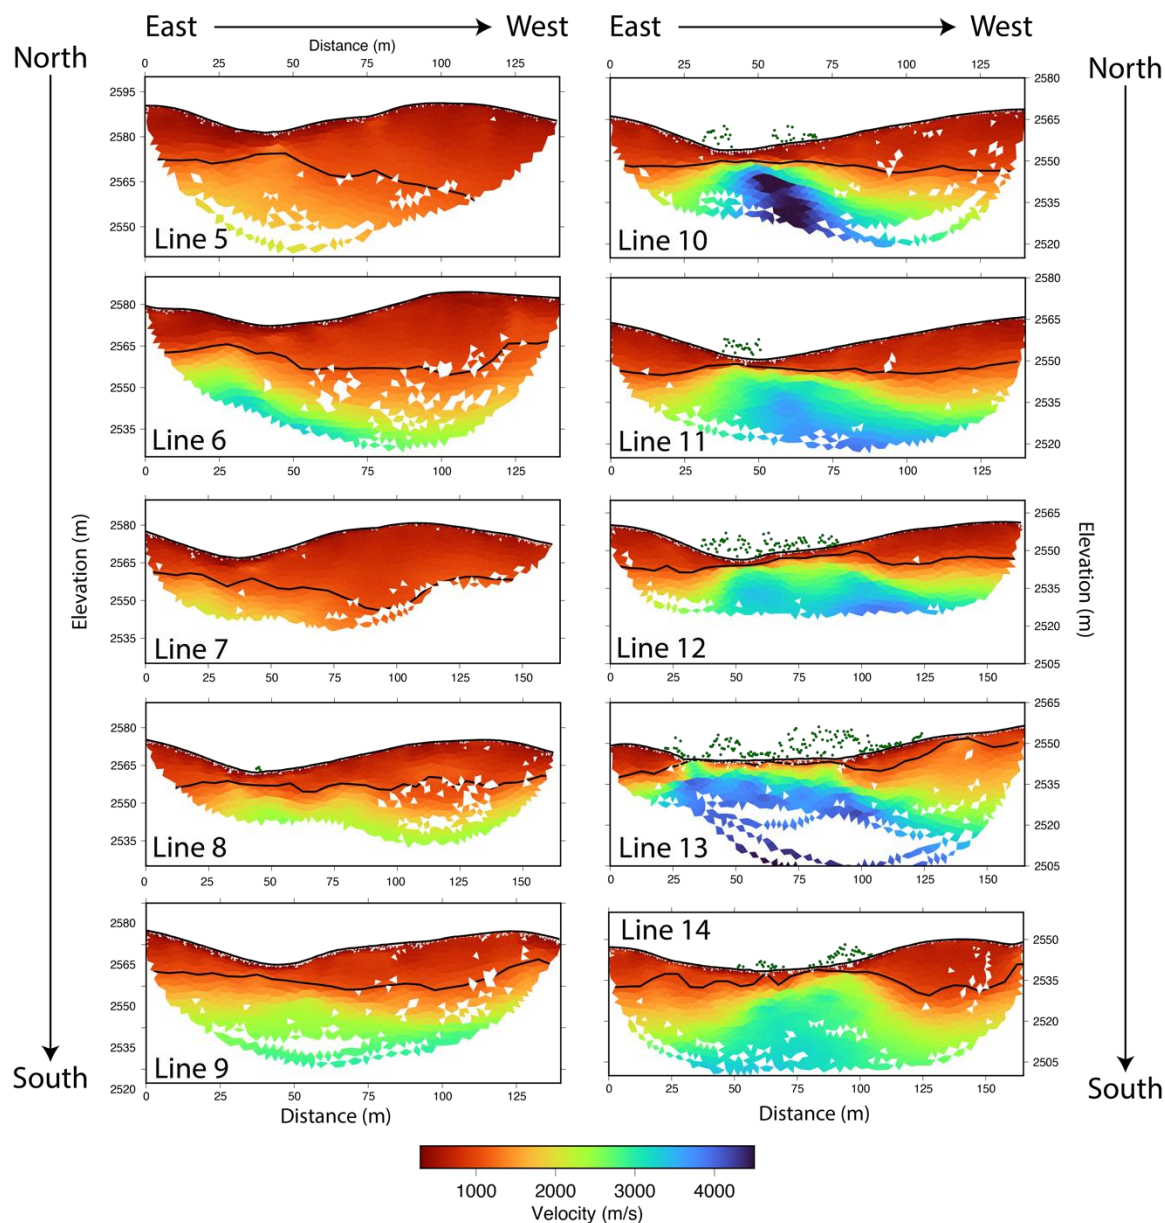 East West East West
Distance (m)
North
North
0 25 50 75 100 125
0 25 50 75 100 125
2595
2580
2565
2550
Line 5
2580
2565
2550
2535
2520
Line 10
2580
2565
2550
2535
Line 6
0 25 50 75 100 125
2580
2565
2550
2535
2520
Line 11
0 25 50 75 100 125
Elevation (m)
2580
2565
2550
2535
Line 7
0 25 50 75 100 125 150
2565
2550
2535
2520
2505
Line 12
0 25 50 75 100 125 150
Elevation (m)
2580
2565
2550
2535
Line 8
0 25 50 75 100 125 150
2565
2550
2535
2520
2505
Line 13
0 25 50 75 100 125 150
2580
2565
2550
2535
2520
Line 9
0 25 50 75 100 125
Distance (m)
Line 14
2550
2535
2520
2505
0 25 50 75 100 125 150
Distance (m)
South
South
1000 2000 3000 4000
Velocity (m/s)